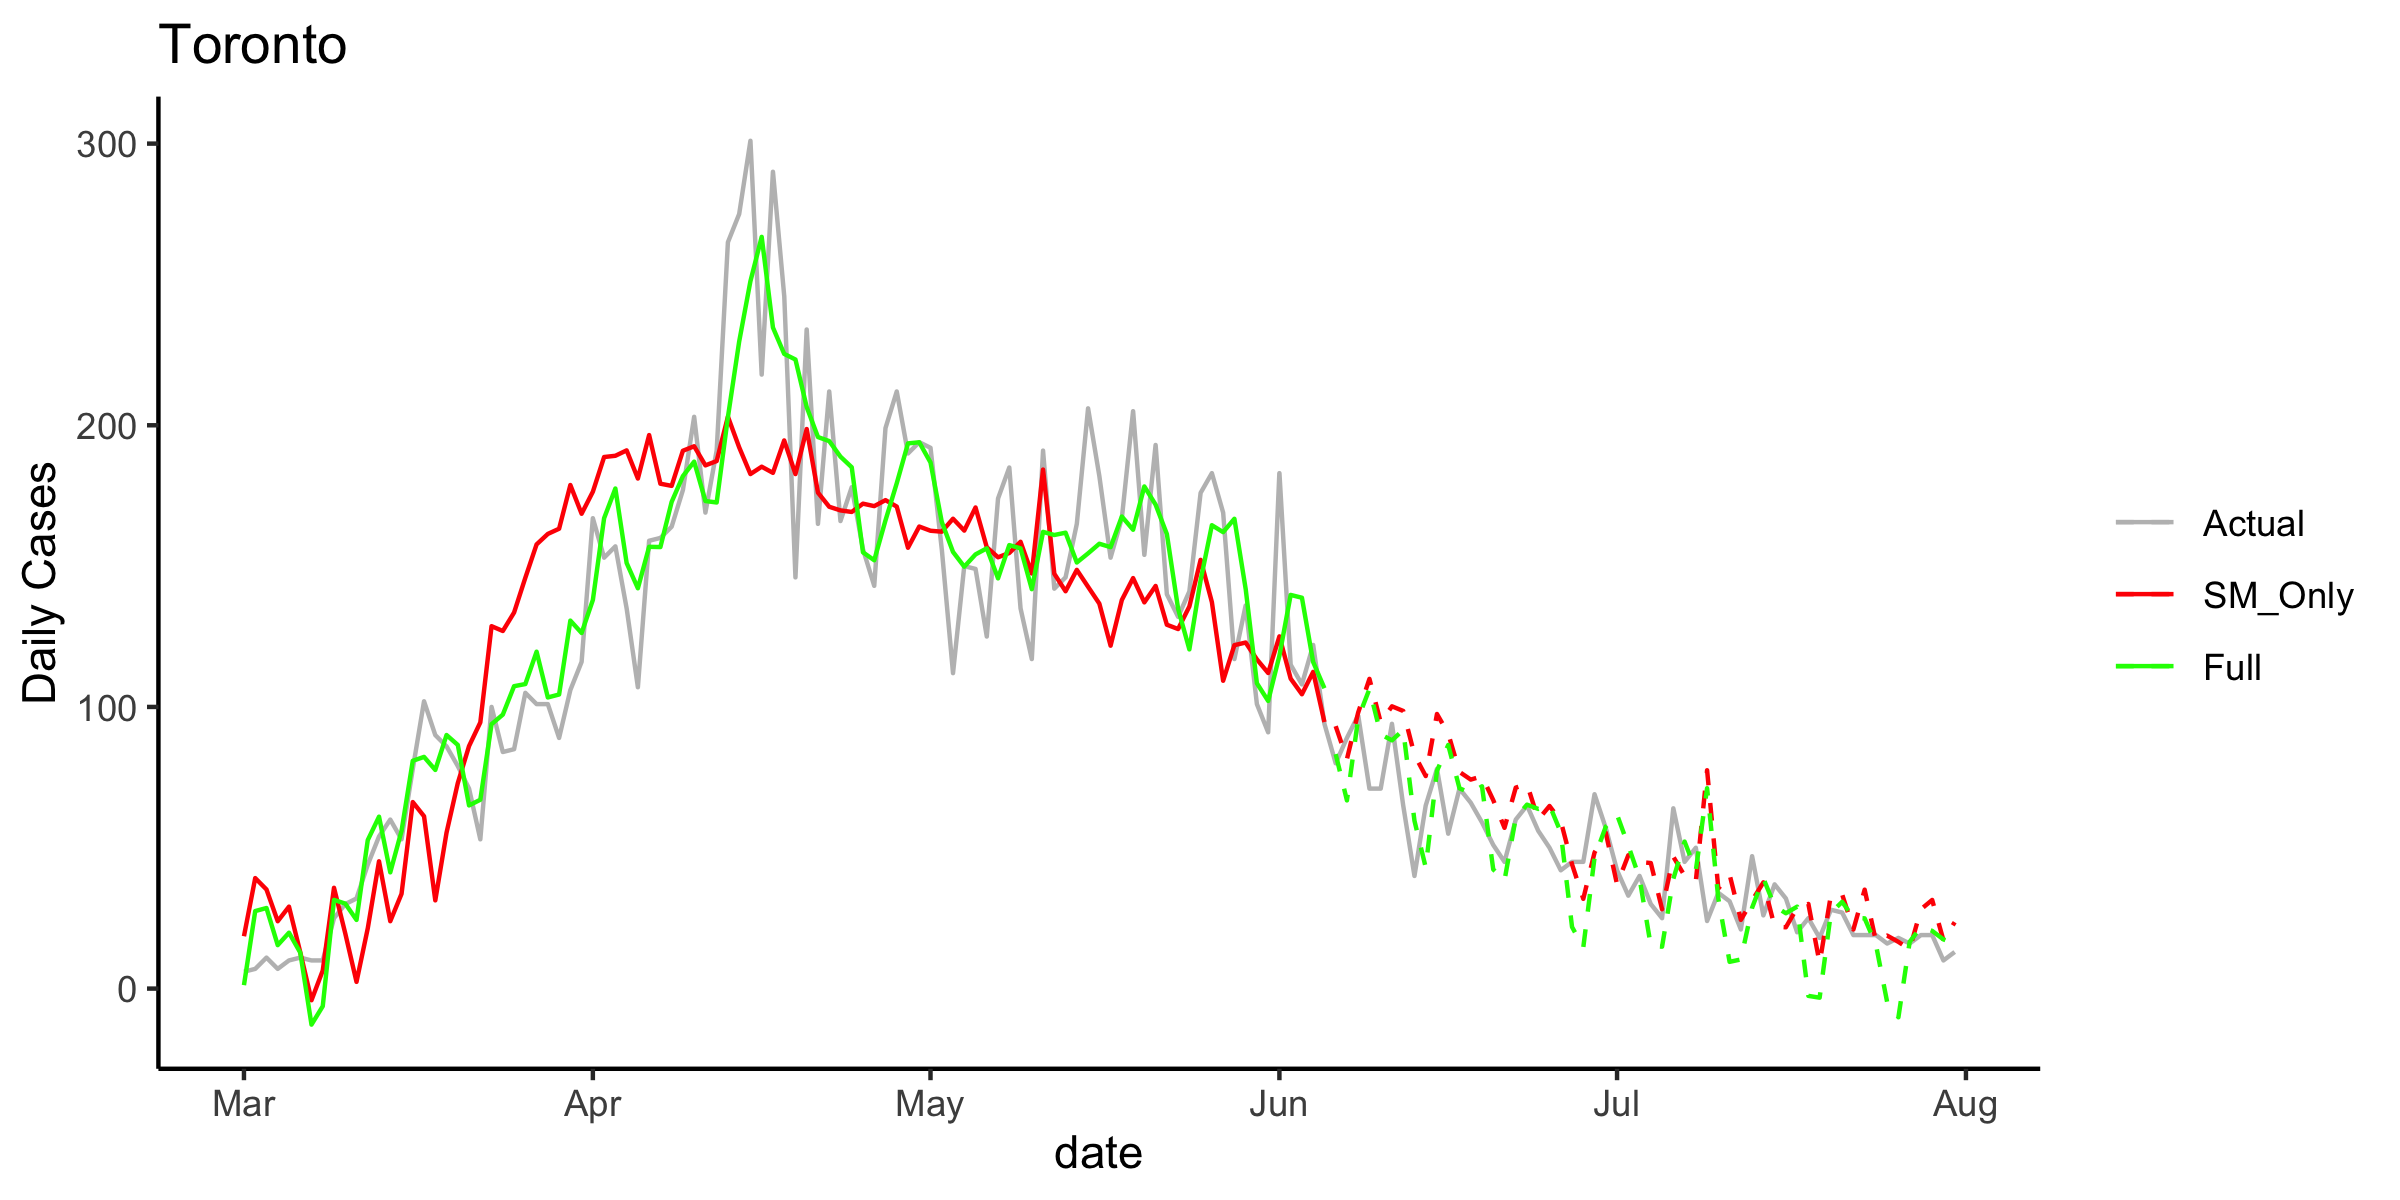 Toronto
300
200
100
0
Daily Cases
Mar Apr May Jun Jul Aug
date
Actual
SM_Only
Full